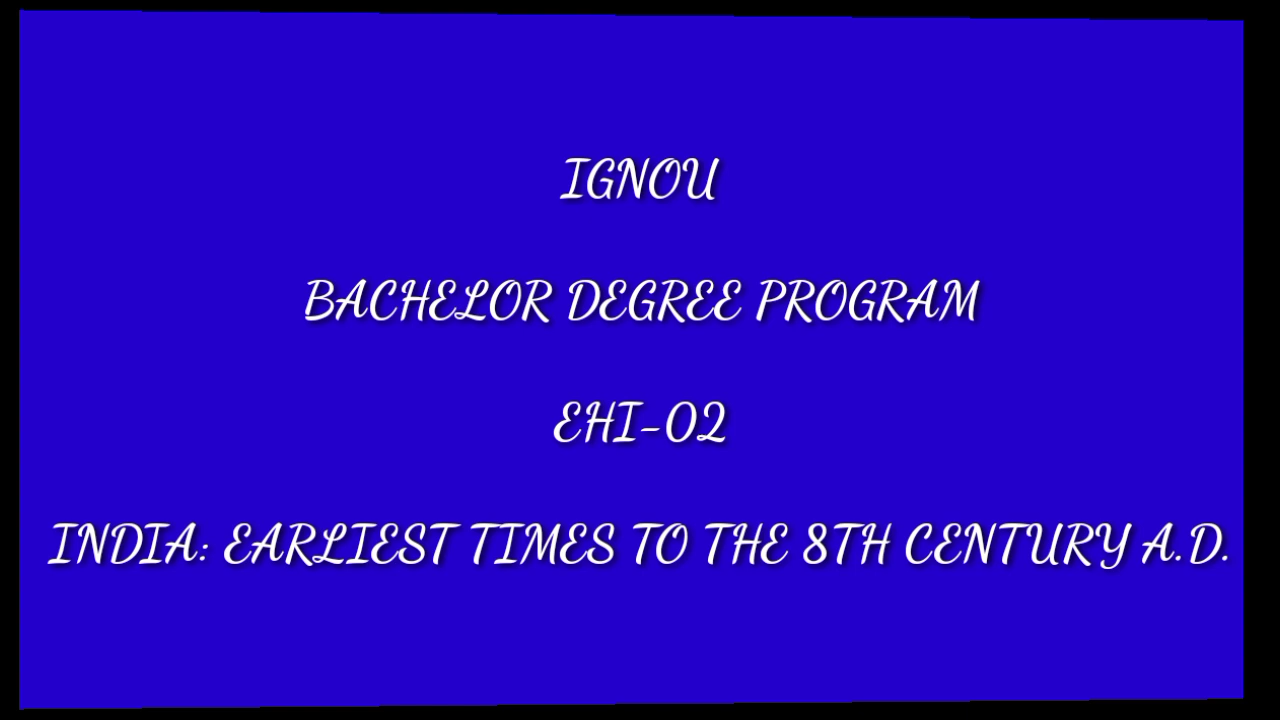 IGNOU
BACHELOR DEGREE PROGRAM
EHI-02
INDIA: EARLIEST TIMES TO THE 8TH CENTURY A.D.